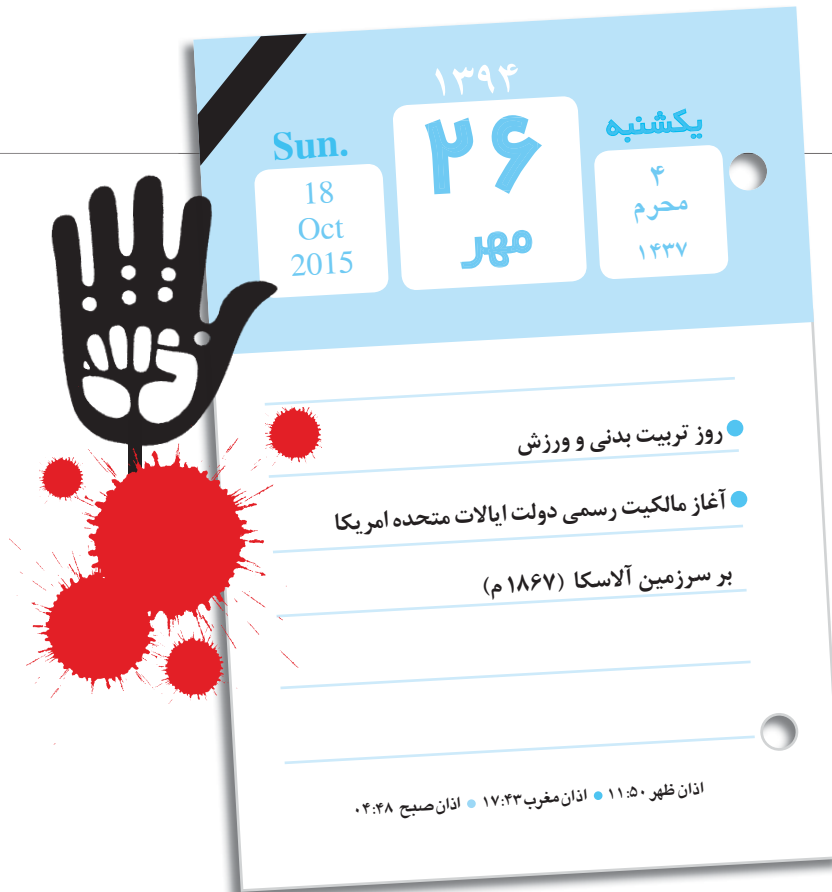 ۱۳۹۴
یکشنبه
۲۶
مهر
Sun.
۴
محرم
۱۴۳۷
18
Oct
2015
روز تربیت بدنی و ورزش
آغاز مالکیت رسمی دولت ایالات متحده امریکا
بر سرزمین آلاسکا (۱۸۶۷ م)
اذان ظهر ۱۱:۵۰ • اذان مغرب ۱۷:۴۳ • اذان صبح ۰۴:۴۸